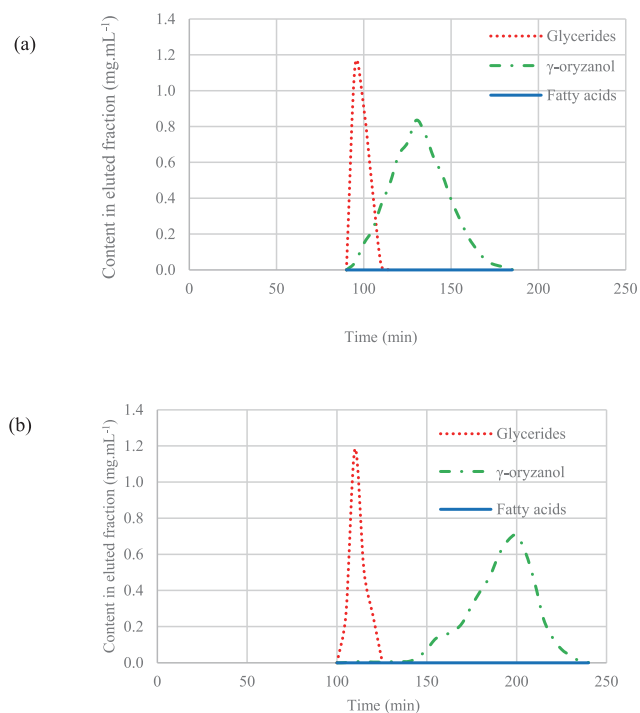 (a)
Content in eluted fraction (mg.mL⁻¹)
1.4
1.2
1.0
0.8
0.6
0.4
0.2
0.0
0
50
100
150
200
250
Time (min)
Glycerides
γ-oryzanol
Fatty acids
(b)
Content in eluted fraction (mg.mL⁻¹)
1.4
1.2
1.0
0.8
0.6
0.4
0.2
0.0
0
50
100
150
200
250
Time (min)
Glycerides
γ-oryzanol
Fatty acids